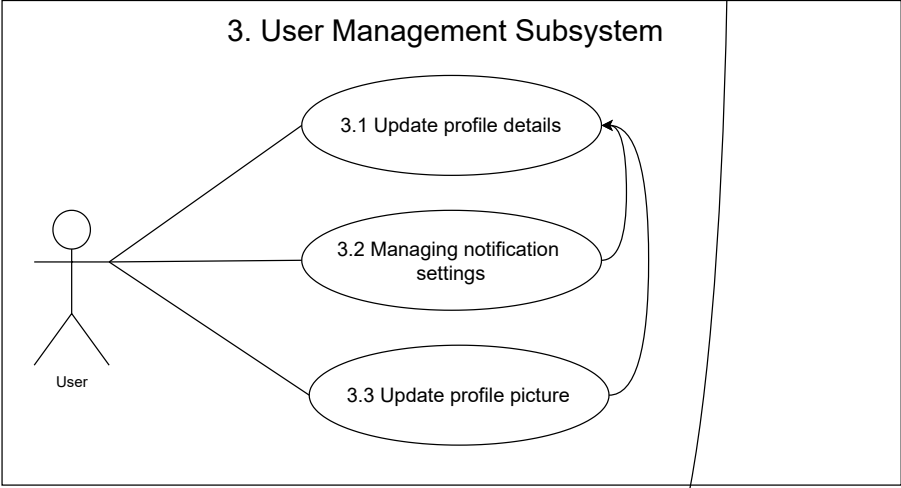 3. User Management Subsystem
3.1 Update profile details
3.2 Managing notification
settings
3.3 Update profile picture
User